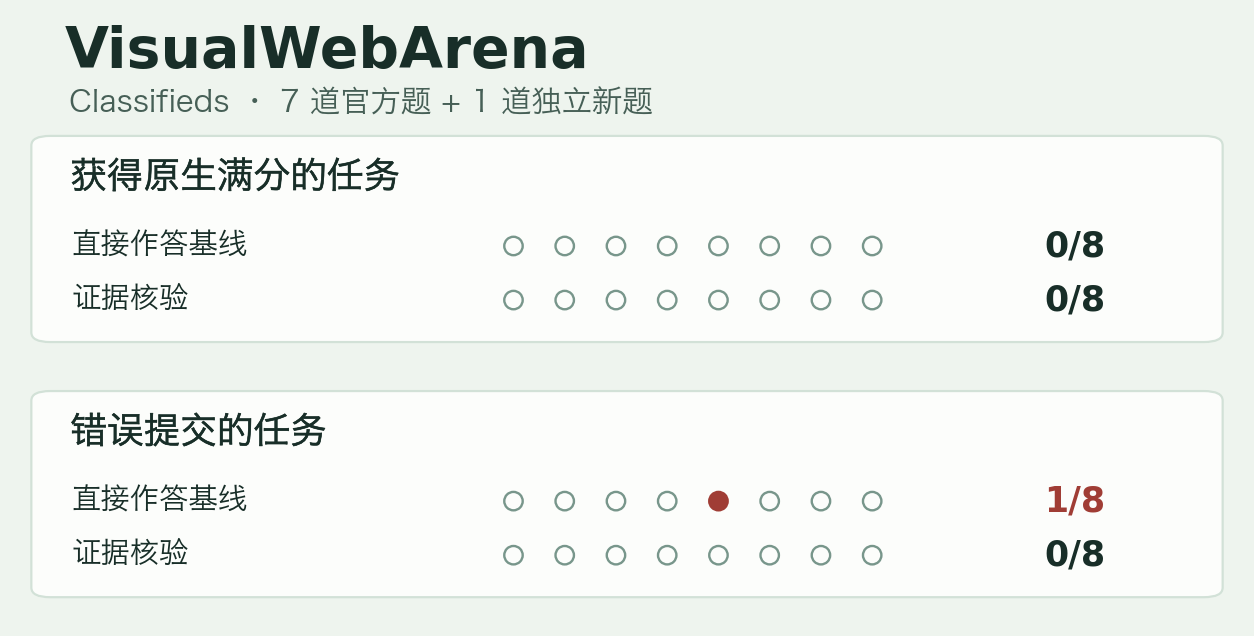 VisualWebArena
Classifieds · 7 道官方题 + 1 道独立新题
获得原生满分的任务
直接作答基线 0/8
证据核验 0/8
错误提交的任务
直接作答基线 1/8
证据核验 0/8